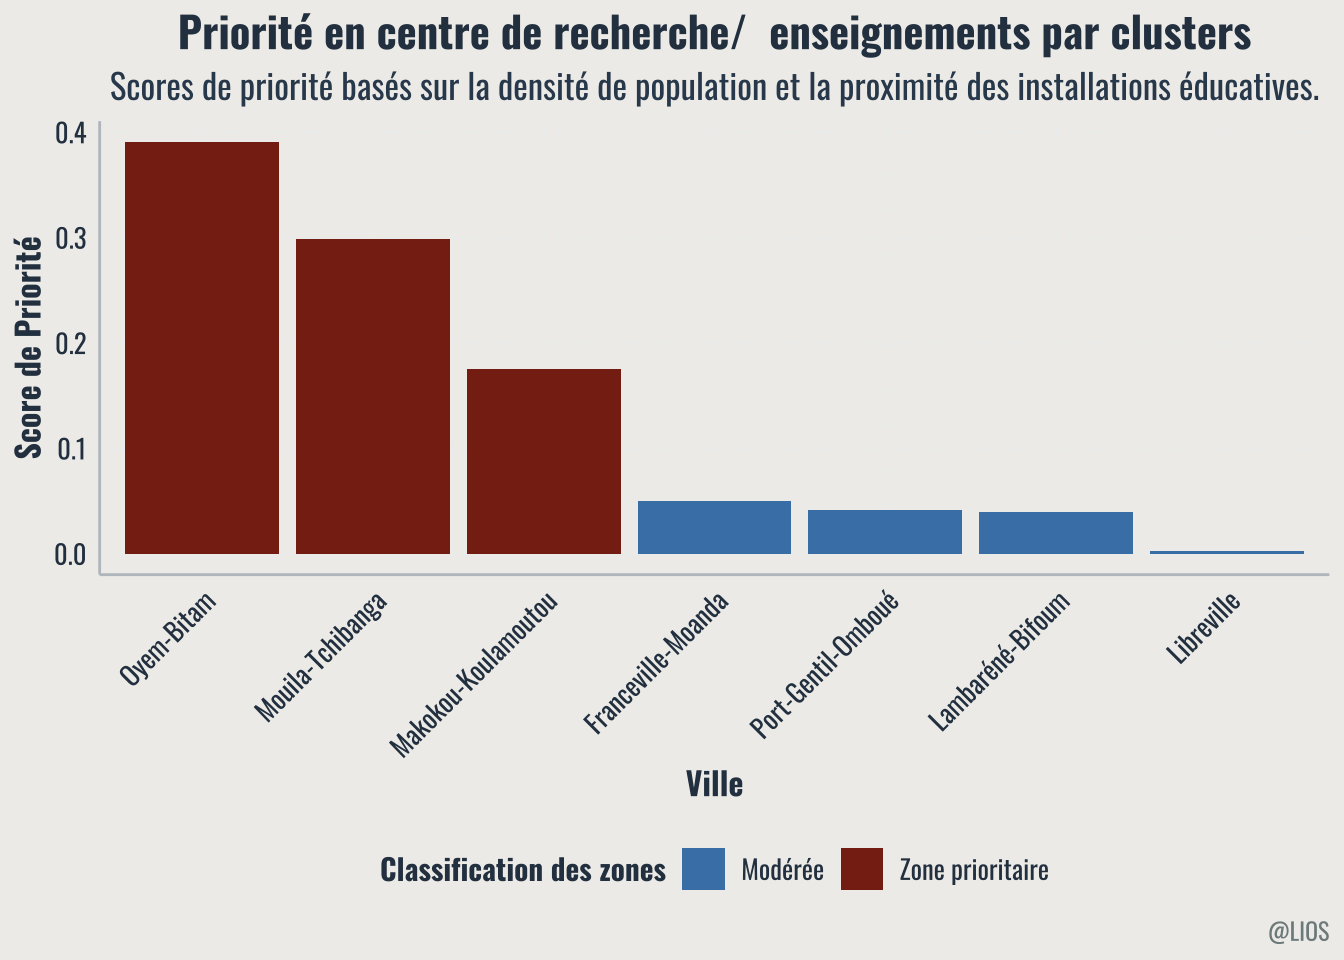 Priorité en centre de recherche/  enseignements par clusters
Scores de priorité basés sur la densité de population et la proximité des installations éducatives.
Score de Priorité
0.4
0.3
0.2
0.1
0.0
Oyem-Bitam
Mouila-Tchibanga
Makokou-Koulamoutou
Franceville-Moanda
Port-Gentil-Omboué
Lambaréné-Bifoum
Libreville
Ville
Classification des zones
Modérée
Zone prioritaire
@LIOS